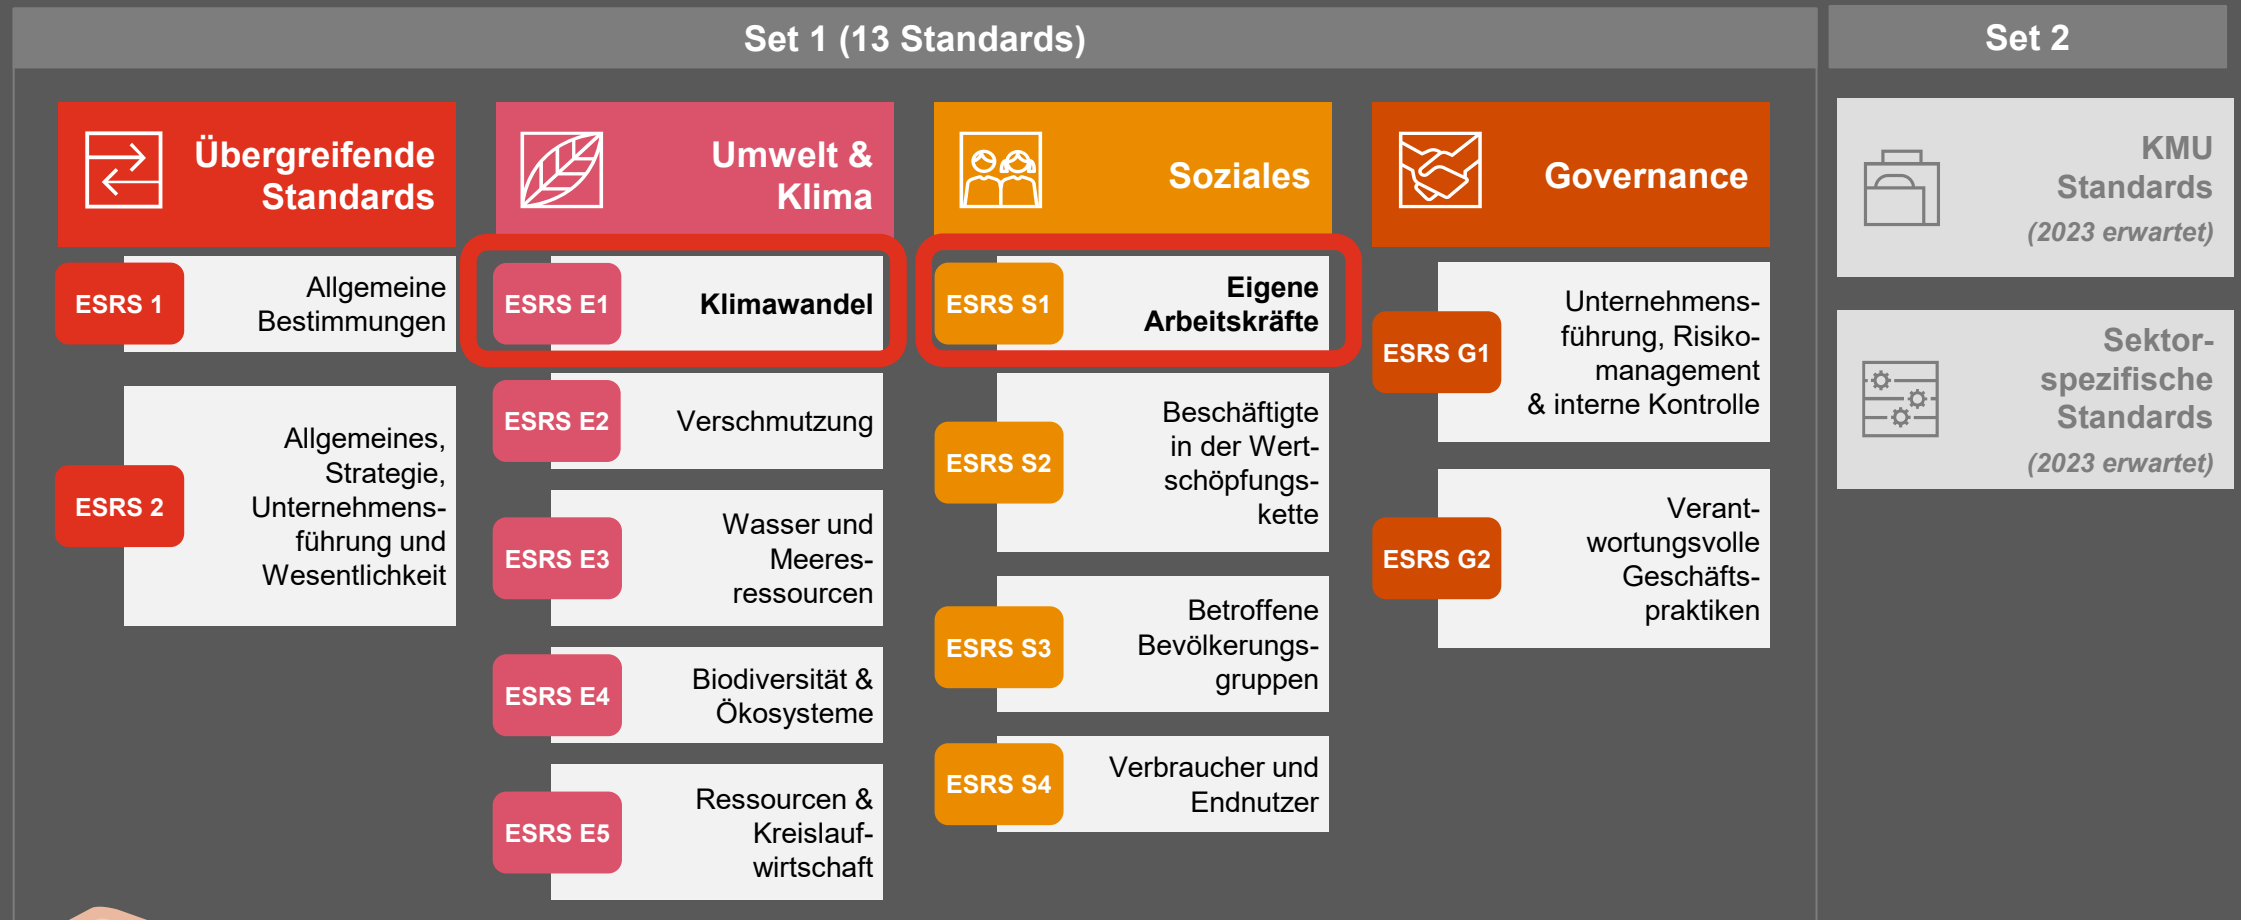 Set 1 (13 Standards)
Set 2
Übergreifende
Standards
ESRS 1
Allgemeine
Bestimmungen
ESRS 2
Allgemeines,
Strategie,
Unternehmens-
führung und
Wesentlichkeit
Umwelt &
Klima
ESRS E1
Klimawandel
ESRS E2
Verschmutzung
ESRS E3
Wasser und
Meeres-
ressourcen
ESRS E4
Biodiversität &
Ökosysteme
ESRS E5
Ressourcen &
Kreislauf-
wirtschaft
Soziales
ESRS S1
Eigene
Arbeitskräfte
ESRS S2
Beschäftigte
in der Wert-
schöpfungs-
kette
ESRS S3
Betroffene
Bevölkerungs-
gruppen
ESRS S4
Verbraucher und
Endnutzer
Governance
ESRS G1
Unternehmens-
führung, Risiko-
management
& interne Kontrolle
ESRS G2
Verant-
wortungsvolle
Geschäfts-
praktiken
KMU
Standards
(2023 erwartet)
Sektor-
spezifische
Standards
(2023 erwartet)